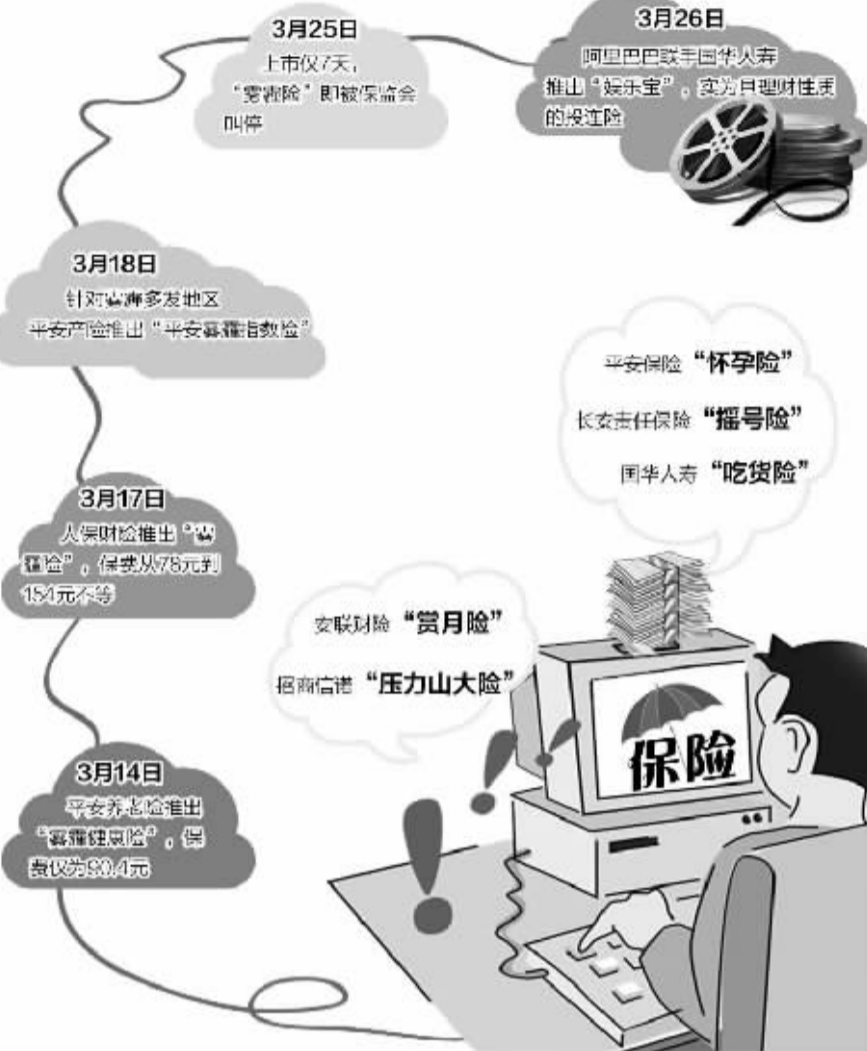 3月25日
上市仅7天，
“雾霾险”即被保监会
叫停
3月26日
阿里巴巴联手国华人寿
推出“娱乐宝”，实为具理财性质
的投连险
3月18日
针对雾霾多发地区
平安产险推出“平安雾霾指数险”
平安保险“怀孕险”
长安责任保险“摇号险”
国华人寿“吃货险”
3月17日
人保财险推出“雾
霾险”，保费从78元到
154元不等
安联财险“赏月险”
招商信诺“压力山大险”
保险
3月14日
平安养老险推出
“雾霾健康险”，保
费仅为90.4元